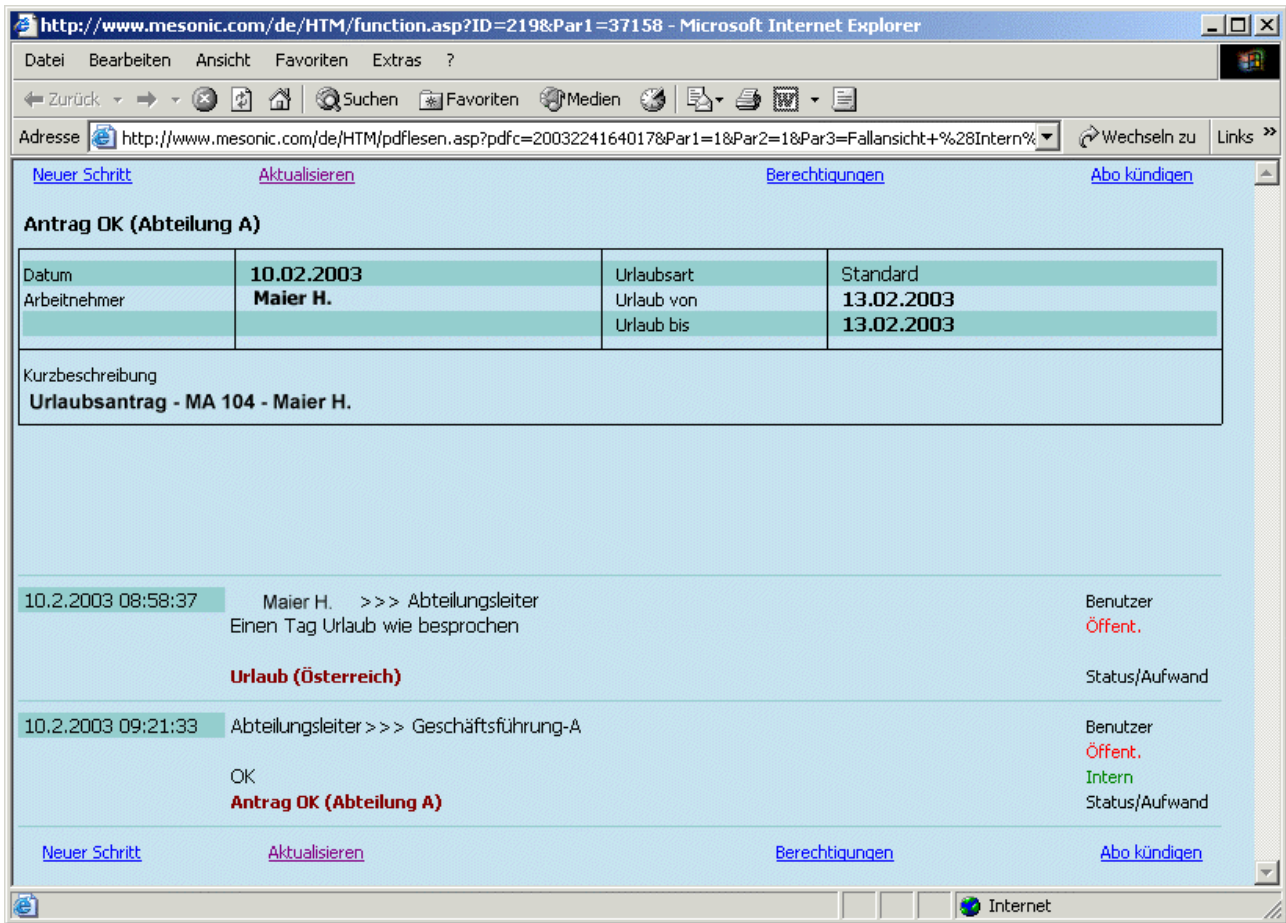 http://www.mesonic.com/de/HTM/function.asp?ID=219&Par1=37158 - Microsoft Internet Explorer
Datei Bearbeiten Ansicht Favoriten Extras ?
Zurück Suchen Favoriten Medien
Adresse http://www.mesonic.com/de/HTM/pdflesen.asp?pdfc=2003224164017&Par1=1&Par2=1&Par3=Fallansicht+%28Intern% Wechseln zu Links »
Neuer Schritt Aktualisieren Berechtigungen Abo kündigen
Antrag OK (Abteilung A)
Datum 10.02.2003 Urlaubsart Standard
Arbeitnehmer Maier H. Urlaub von 13.02.2003
Urlaub bis 13.02.2003
Kurzbeschreibung
Urlaubsantrag - MA 104 - Maier H.
10.2.2003 08:58:37 Maier H. >>> Abteilungsleiter Benutzer
Einen Tag Urlaub wie besprochen Öffent.
Urlaub (Österreich) Status/Aufwand
10.2.2003 09:21:33 Abteilungsleiter>>> Geschäftsführung-A Benutzer
Öffent.
OK Intern
Antrag OK (Abteilung A) Status/Aufwand
Neuer Schritt Aktualisieren Berechtigungen Abo kündigen
Internet